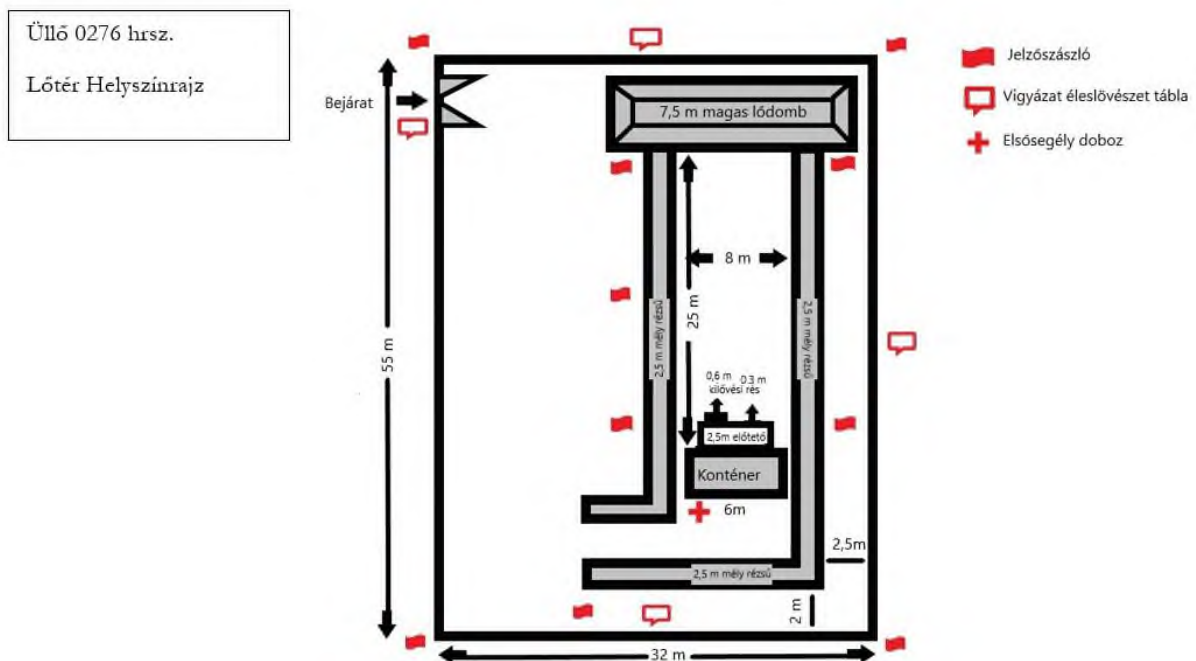 Üllő 0276 hrsz.
Lőtér Helyszínrajz
Bejárat
7,5 m magas lődomb
Jelzőszászló
Vigyázat éleslövészet tábla
Elsősegély doboz
8 m
25 m
55 m
2,5 m mély rézsű
2,5 m mély rézsű
0,6 m
0.3 m
kilövési rés
2,5m előtető
Konténer
6m
2,5m
2,5 m mély rézsű
2 m
32 m